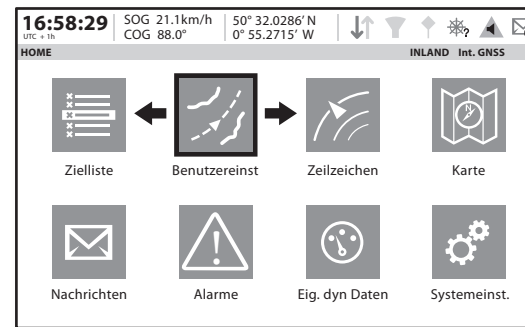 16:58:29
UTC + 1h
SOG 21.1km/h
COG 88.0°
50° 32.0286' N
0° 55.2715' W
?
HOME
INLAND Int. GNSS
Zielliste
Benutzereinst
Zeilzeichen
Karte
Nachrichten
Alarme
Eig. dyn Daten
Systemeinst.